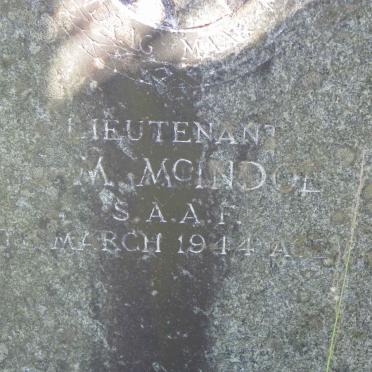 LIEUTENANT
M. MCINDOE
S.A.A.F.
MARCH 1944